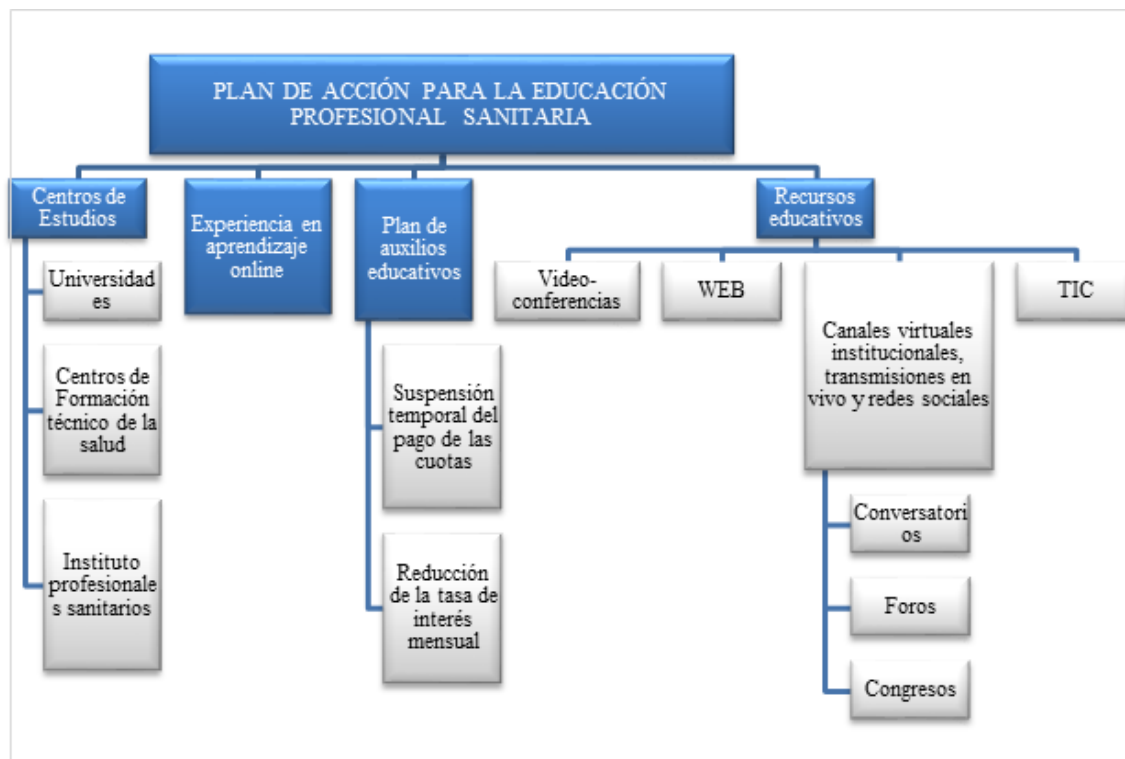 PLAN DE ACCIÓN PARA LA EDUCACIÓN
PROFESIONAL SANITARIA
Centros de
Estudios
Universidad
es
Centros de
Formación
técnico de la
salud
Instituto
profesionale
s sanitarios
Experiencia en
aprendizaje
online
Plan de
auxilios
educativos
Suspensión
temporal del
pago de las
cuotas
Reducción
de la tasa de
interés
mensual
Recursos
educativos
Video-
conferencias
WEB
Canales virtuales
institucionales,
transmisiones en
vivo y redes sociales
Conversatori
os
Foros
Congresos
TIC